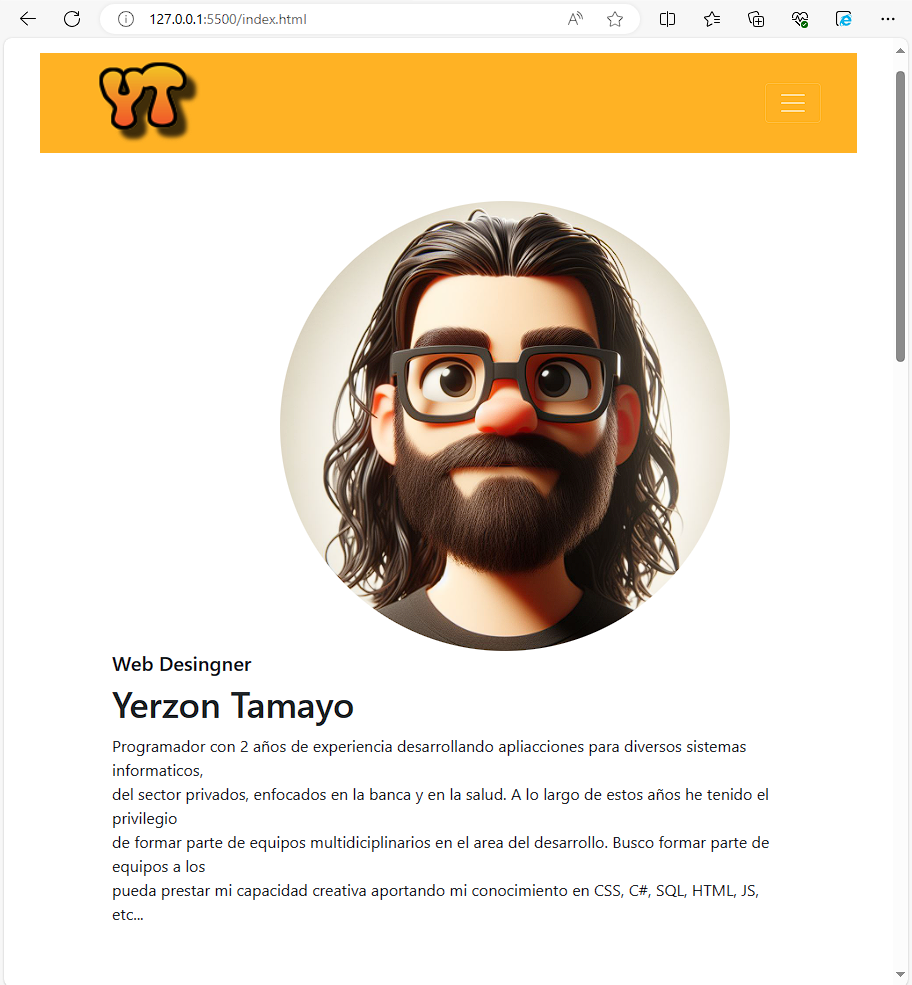 127.0.0.1:5500/index.html
YT
Web Desingner
Yerzon Tamayo
Programador con 2 años de experiencia desarrollando apliacciones para diversos sistemas
informaticos,
del sector privados, enfocados en la banca y en la salud. A lo largo de estos años he tenido el
privilegio
de formar parte de equipos multidiciplinarios en el area del desarrollo. Busco formar parte de
equipos a los
pueda prestar mi capacidad creativa aportando mi conocimiento en CSS, C#, SQL, HTML, JS,
etc...